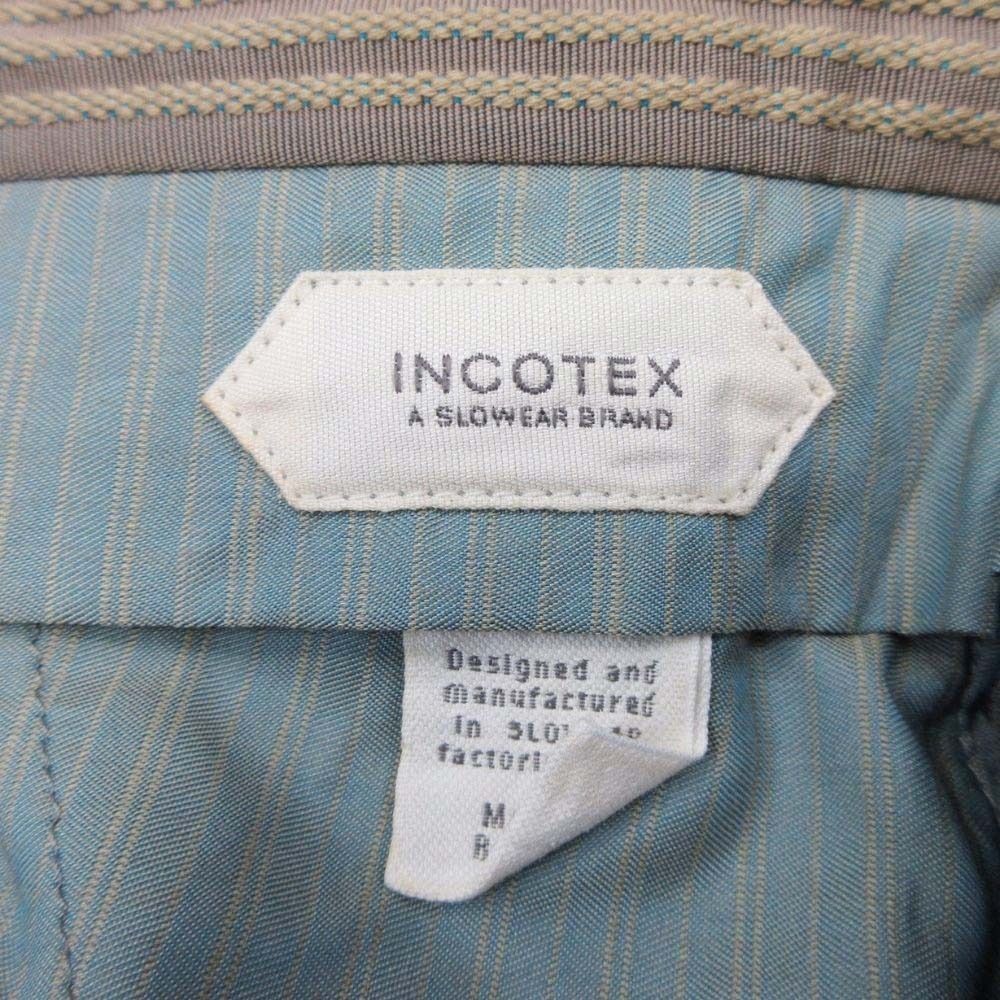 INCOTEX
A SLOWEAR BRAND
Designed and
manufactured
in